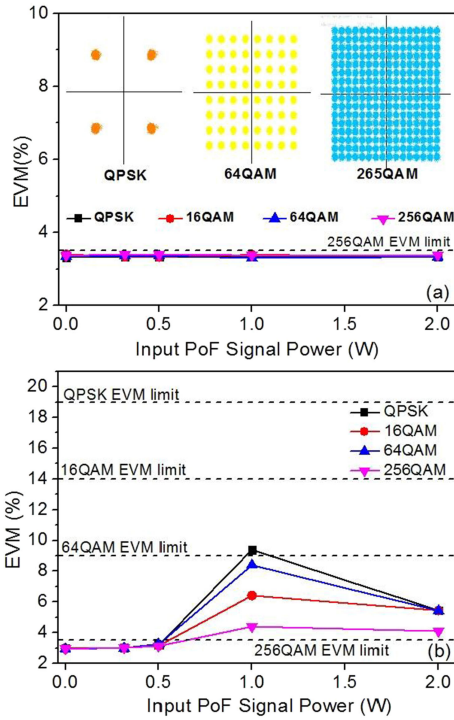 10
8
6
4
2
EVM(%)
QPSK
64QAM
265QAM
QPSK 16QAM 64QAM 256QAM
256QAM EVM limit
(a)
0.0 0.5 1.0 1.5 2.0
Input PoF Signal Power (W)
20
18
16
14
12
10
8
6
4
2
EVM (%)
QPSK EVM limit
QPSK
16QAM
64QAM
256QAM
16QAM EVM limit
64QAM EVM limit
256QAM EVM limit
(b)
0.0 0.5 1.0 1.5 2.0
Input PoF Signal Power (W)